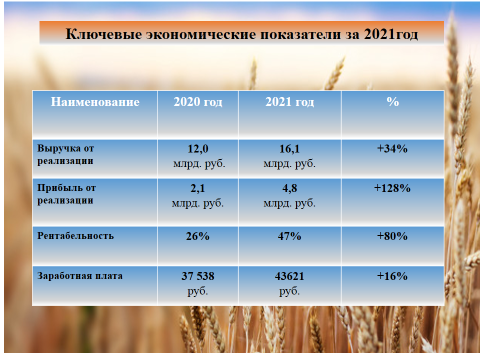 Ключевые экономические показатели за 2021год
Наименование 2020 год 2021 год %
Выручка от реализации 12,0 млрд. руб. 16,1 млрд. руб. +34%
Прибыль от реализации 2,1 млрд. руб. 4,8 млрд. руб. +128%
Рентабельность 26% 47% +80%
Заработная плата 37 538 руб. 43621 руб. +16%